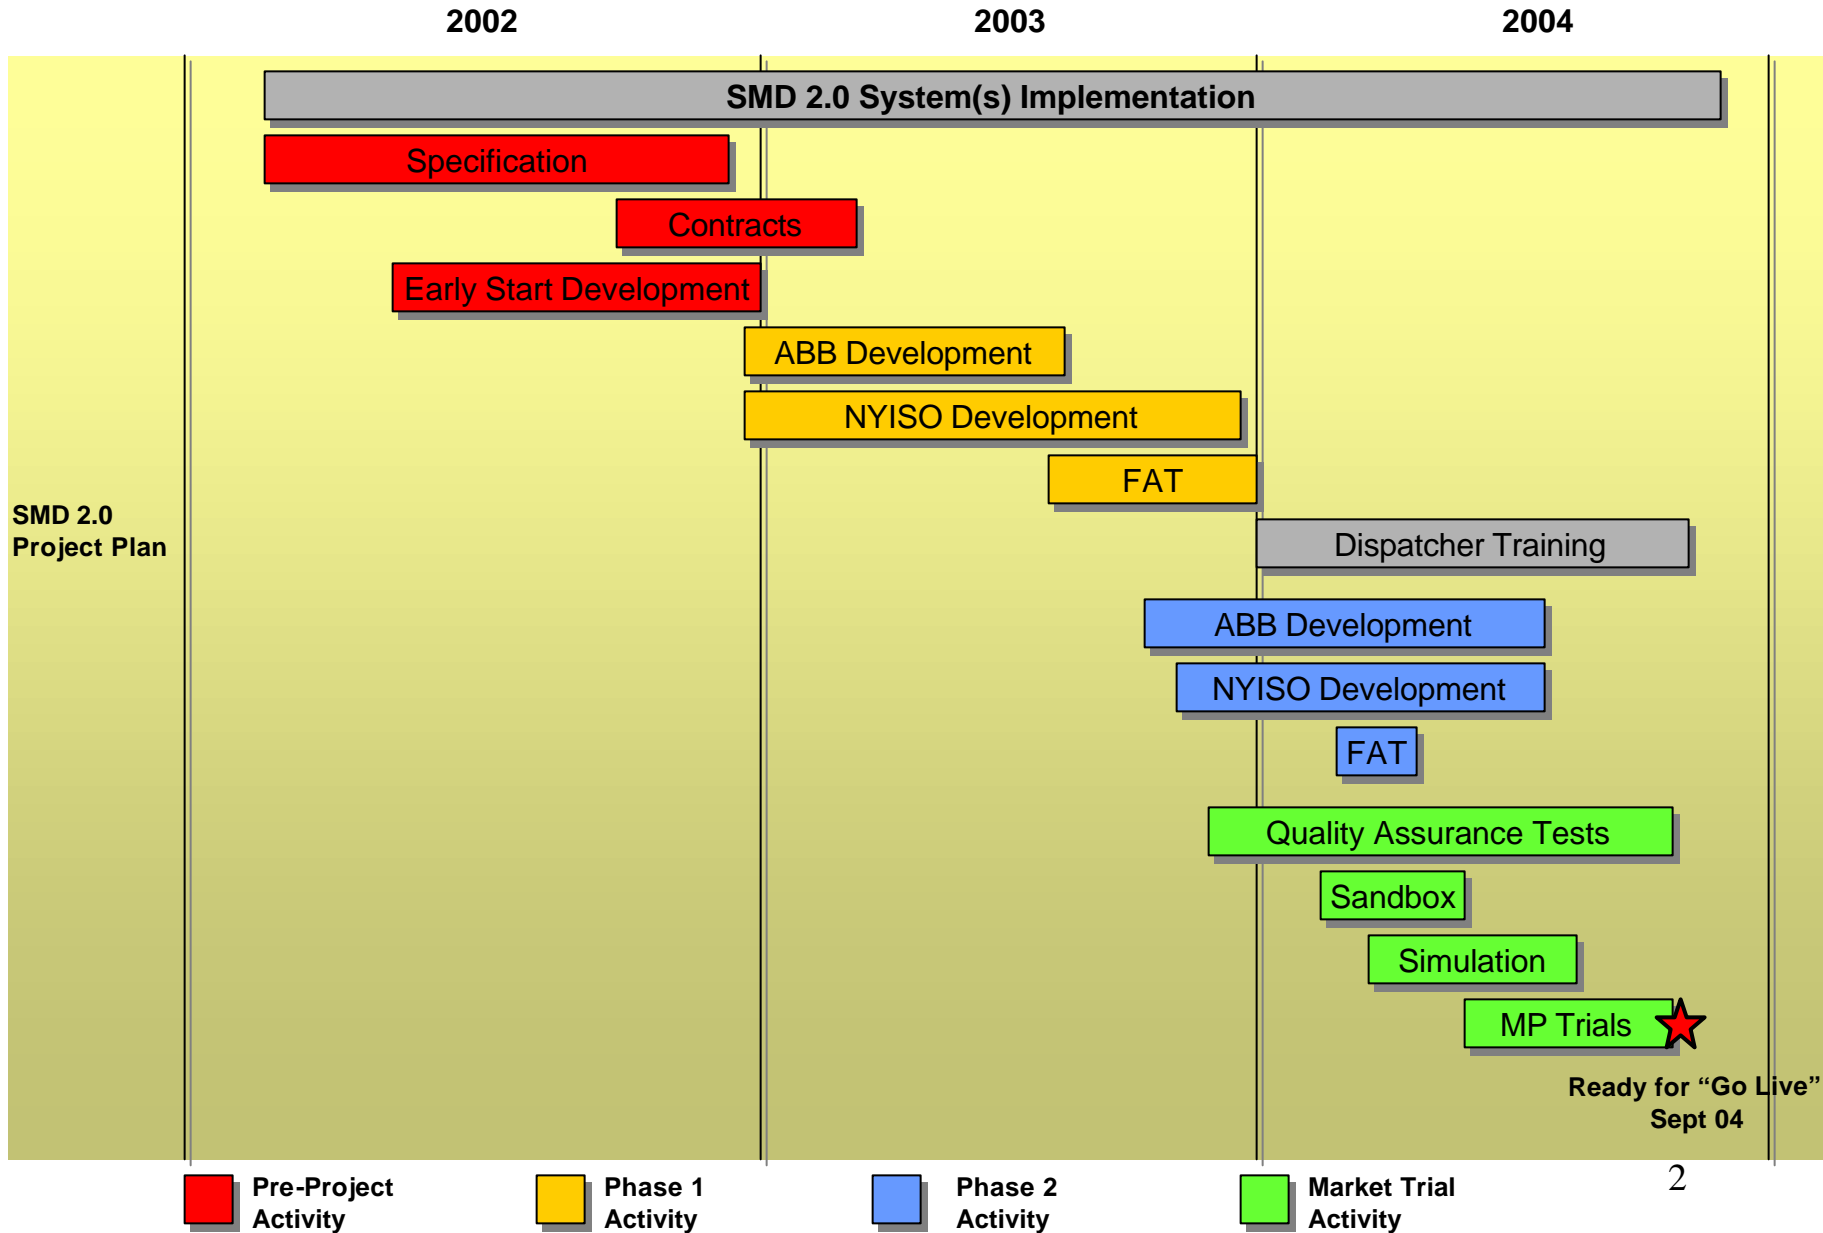 2002 2003 2004
SMD 2.0 System(s) Implementation
Specification
Contracts
Early Start Development
ABB Development
NYISO Development
FAT
SMD 2.0
Project Plan
Dispatcher Training
ABB Development
NYISO Development
FAT
Quality Assurance Tests
Sandbox
Simulation
MP Trials
Ready for “Go Live”
Sept 04
2
Pre-Project
Activity
Phase 1
Activity
Phase 2
Activity
Market Trial
Activity